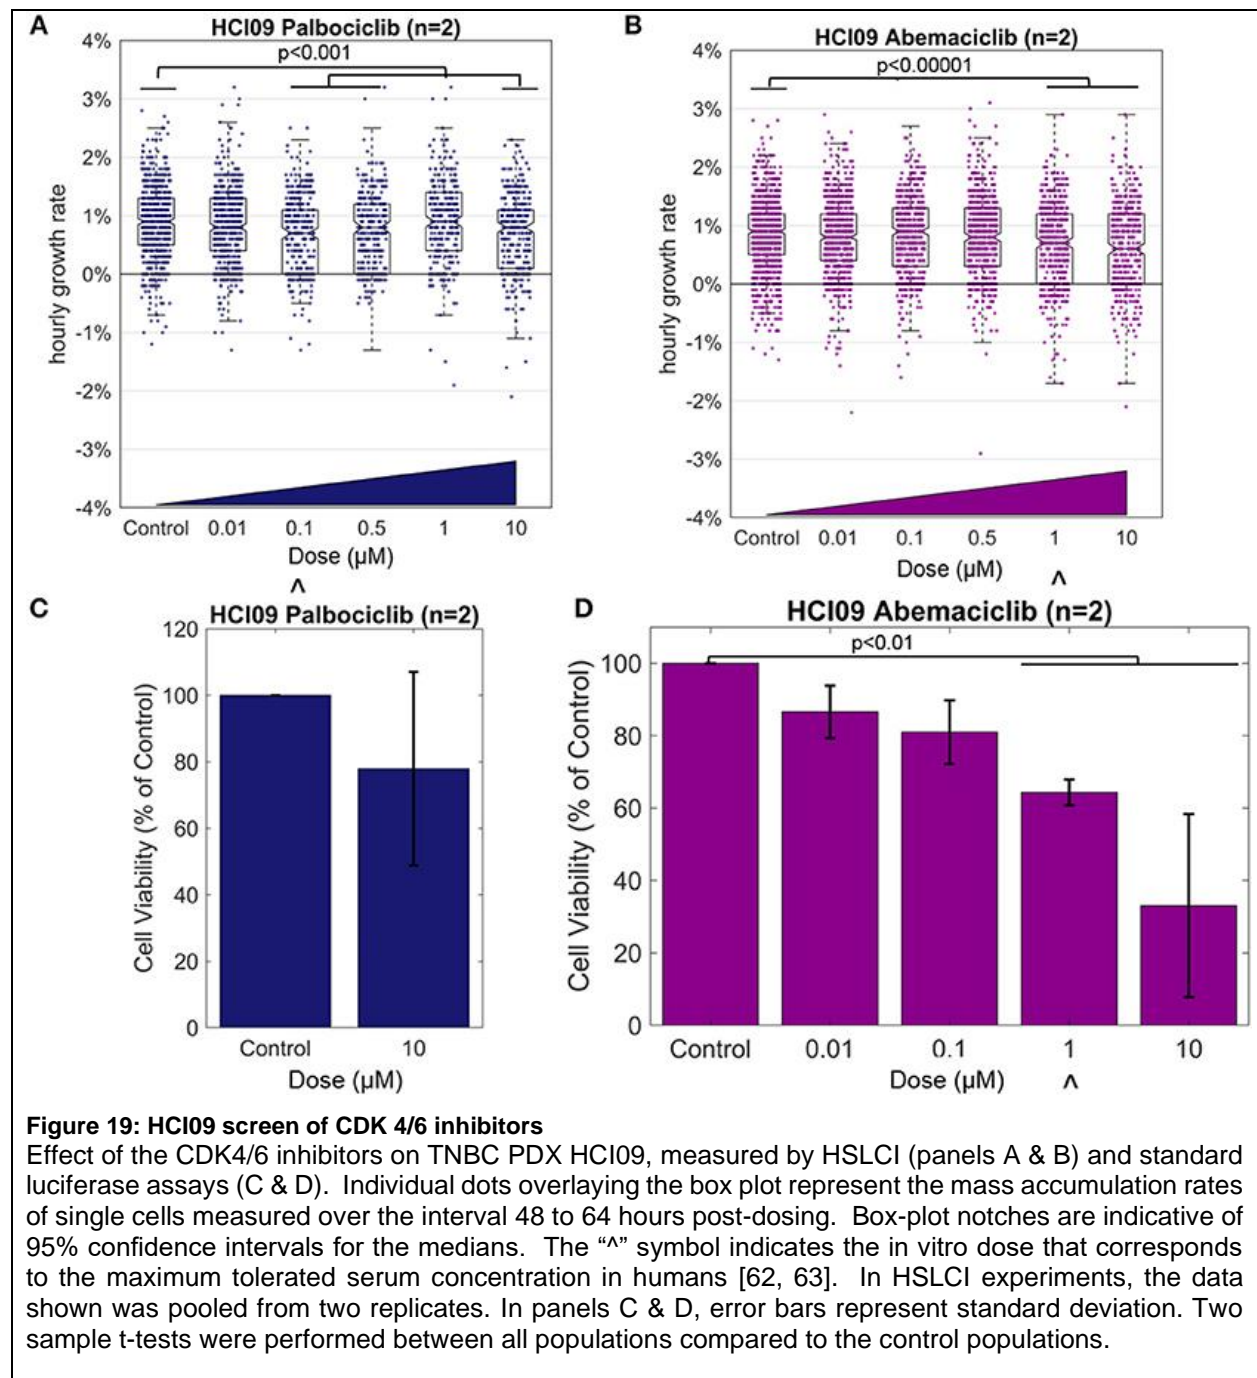 A
HCI09 Palbociclib (n=2)
p<0.001
4%
3%
2%
1%
0%
-1%
-2%
-3%
-4%
hourly growth rate
Control 0.01 0.1 0.5 1 10
Dose (µM)
^
B
HCI09 Abemaciclib (n=2)
p<0.00001
4%
3%
2%
1%
0%
-1%
-2%
-3%
-4%
hourly growth rate
Control 0.01 0.1 0.5 1 10
Dose (µM)
^
C
HCI09 Palbociclib (n=2)
120
100
80
60
40
20
0
Cell Viability (% of Control)
Control 10
Dose (µM)
D
HCI09 Abemaciclib (n=2)
p<0.01
100
80
60
40
20
0
Cell Viability (% of Control)
Control 0.01 0.1 1 10
Dose (µM)
^
Figure 19: HCI09 screen of CDK 4/6 inhibitors
Effect of the CDK4/6 inhibitors on TNBC PDX HCI09, measured by HSLCI (panels A & B) and standard
luciferase assays (C & D). Individual dots overlaying the box plot represent the mass accumulation rates
of single cells measured over the interval 48 to 64 hours post-dosing. Box-plot notches are indicative of
95% confidence intervals for the medians. The “^” symbol indicates the in vitro dose that corresponds
to the maximum tolerated serum concentration in humans [62, 63]. In HSLCI experiments, the data
shown was pooled from two replicates. In panels C & D, error bars represent standard deviation. Two
sample t-tests were performed between all populations compared to the control populations.